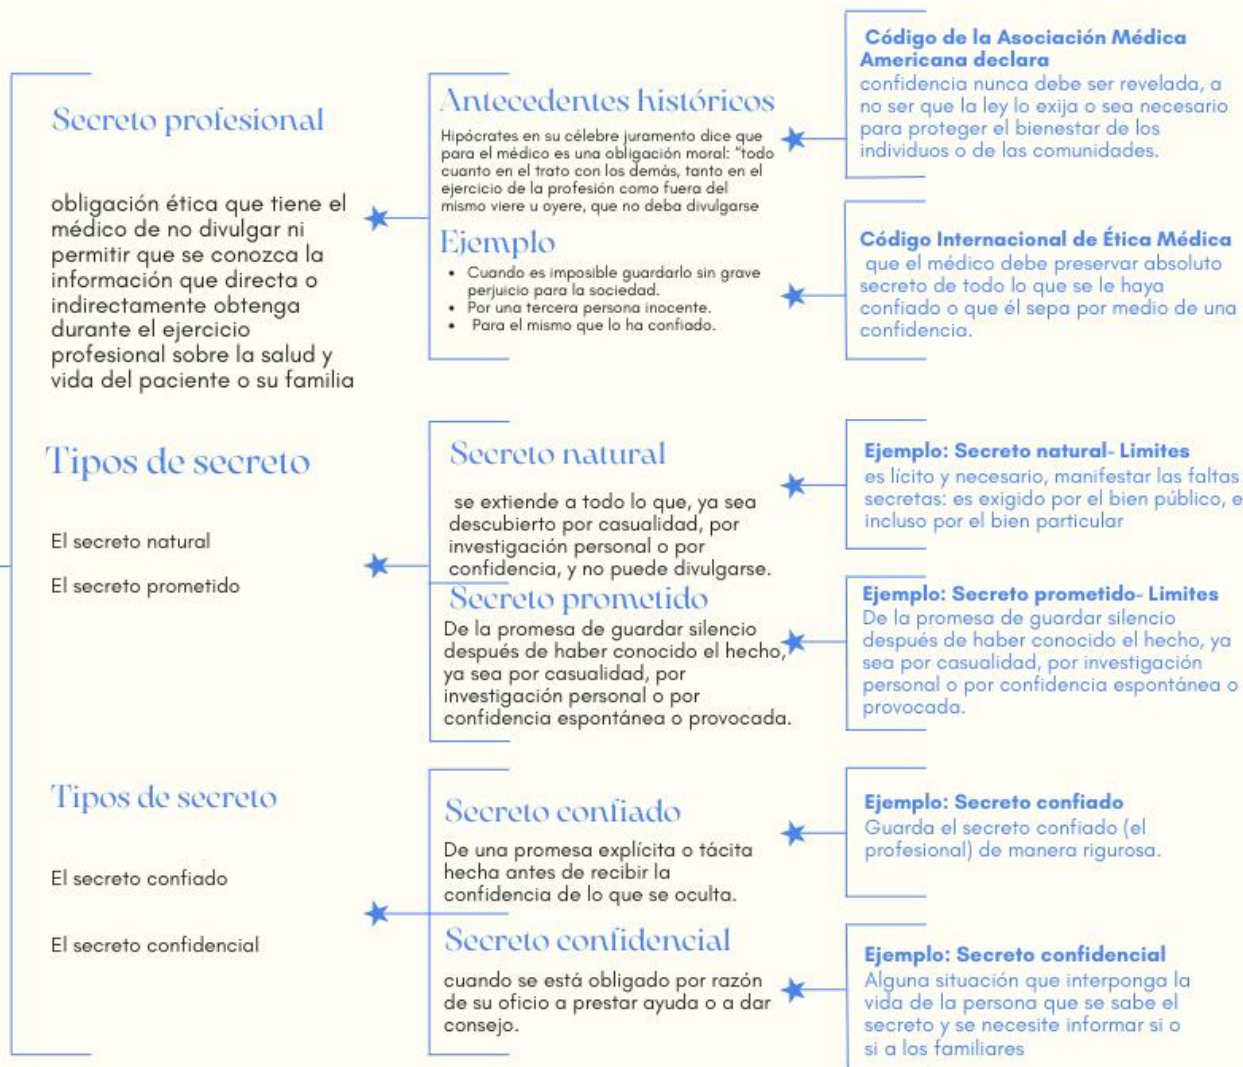 Secreto profesional
obligación ética que tiene el
médico de no divulgar ni
permitir que se conozca la
información que directa o
indirectamente obtenga
durante el ejercicio
profesional sobre la salud y
vida del paciente o su familia
Antecedentes históricos
Hipócrates en su célebre juramento dice que
para el médico es una obligación moral: "todo
cuanto en el trato con los demás, tanto en el
ejercicio de la profesión como fuera del
mismo viere u oyere, que no deba divulgarse
Ejemplo
• Cuando es imposible guardarlo sin grave
perjuicio para la sociedad.
• Por una tercera persona inocente.
• Para el mismo que lo ha confiado.
Código de la Asociación Médica
Americana declara
confidencia nunca debe ser revelada, a
no ser que la ley lo exija o sea necesario
para proteger el bienestar de los
individuos o de las comunidades.
Código Internacional de Ética Médica
que el médico debe preservar absoluto
secreto de todo lo que se le haya
confiado o que él sepa por medio de una
confidencia.
Tipos de secreto
El secreto natural
El secreto prometido
Secreto natural
se extiende a todo lo que, ya sea
descubierto por casualidad, por
investigación personal o por
confidencia, y no puede divulgarse.
Secreto prometido
De la promesa de guardar silencio
después de haber conocido el hecho,
ya sea por casualidad, por
investigación personal o por
confidencia espontánea o provocada.
Ejemplo: Secreto natural- Limites
es lícito y necesario, manifestar las faltas
secretas: es exigido por el bien público, e
incluso por el bien particular
Ejemplo: Secreto prometido- Limites
De la promesa de guardar silencio
después de haber conocido el hecho, ya
sea por casualidad, por investigación
personal o por confidencia espontánea o
provocada.
Tipos de secreto
El secreto confiado
El secreto confidencial
Secreto confiado
De una promesa explícita o tácita
hecha antes de recibir la
confidencia de lo que se oculta.
Secreto confidencial
cuando se está obligado por razón
de su oficio a prestar ayuda o a dar
consejo.
Ejemplo: Secreto confiado
Guarda el secreto confiado (el
profesional) de manera rigurosa.
Ejemplo: Secreto confidencial
Alguna situación que interponga la
vida de la persona que se sabe el
secreto y se necesite informar si o
si a los familiares